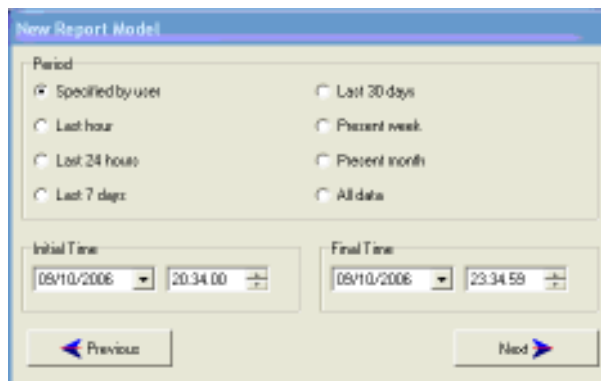 New Report Model
Period
Specified by user
Last hour
Last 24 hours
Last 7 days
Last 30 days
Present week
Present month
All data
Initial Time
09/10/2006 20:34:00
Final Time
09/10/2006 23:34:59
Previous
Next